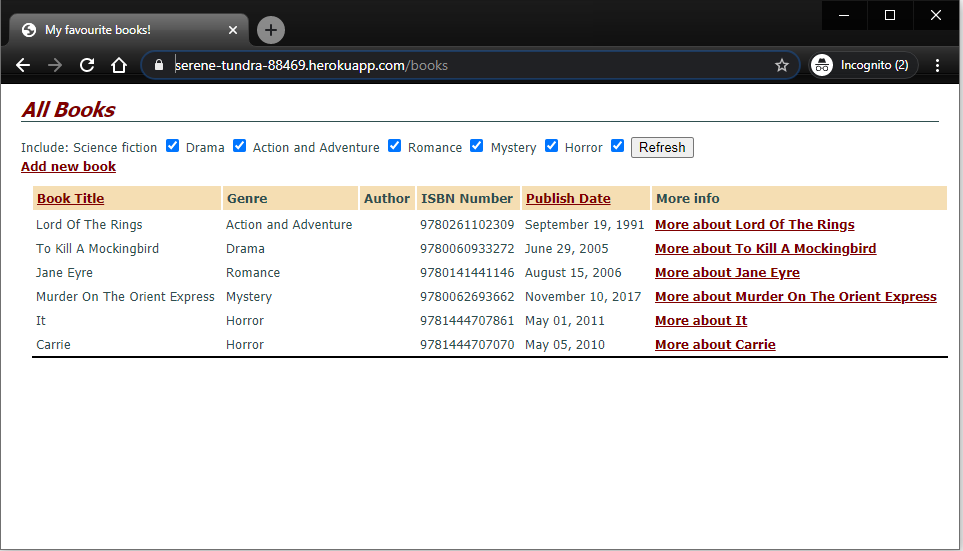 My favourite books!
serene-tundra-88469.herokuapp.com/books
Incognito (2)
All Books
Include: Science fiction Drama Action and Adventure Romance Mystery Horror Refresh
Add new book
Book Title Genre Author ISBN Number Publish Date More info
Lord Of The Rings Action and Adventure 9780261102309 September 19, 1991 More about Lord Of The Rings
To Kill A Mockingbird Drama 9780060933272 June 29, 2005 More about To Kill A Mockingbird
Jane Eyre Romance 9780141441146 August 15, 2006 More about Jane Eyre
Murder On The Orient Express Mystery 9780062693662 November 10, 2017 More about Murder On The Orient Express
It Horror 9781444707861 May 01, 2011 More about It
Carrie Horror 9781444707070 May 05, 2010 More about Carrie